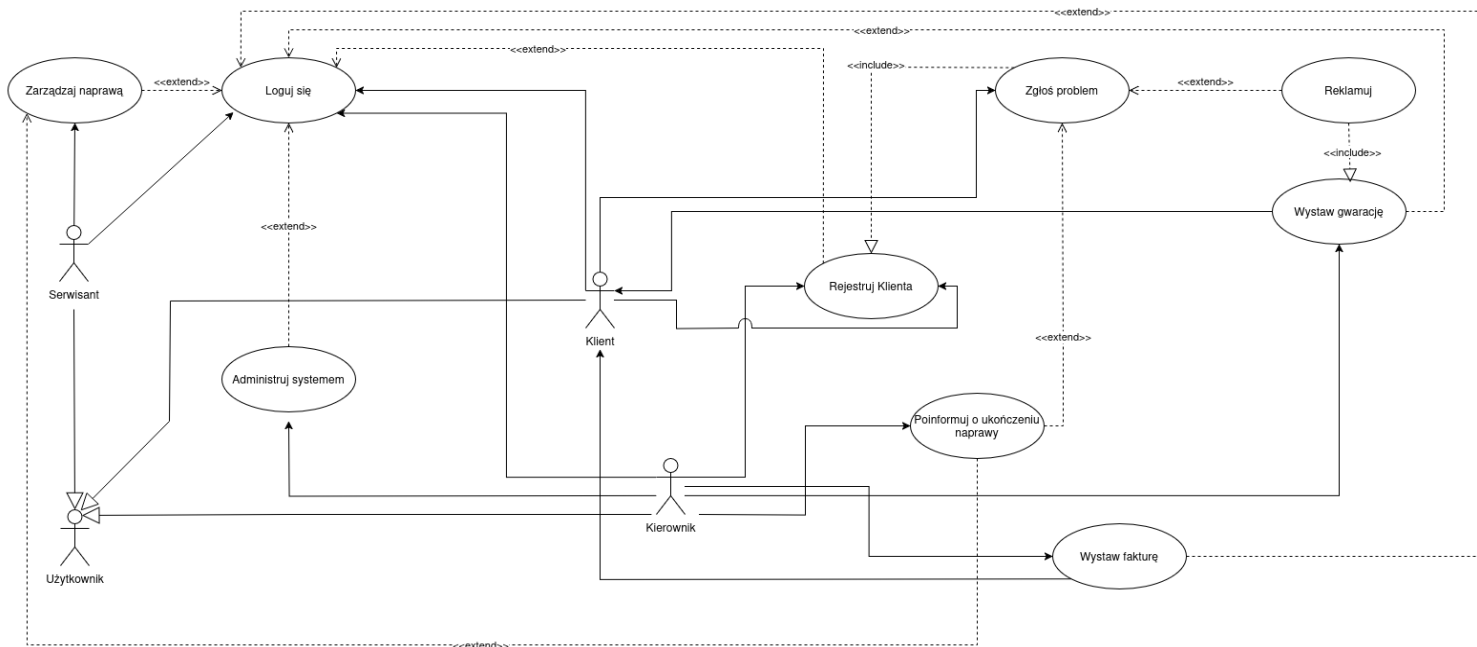 <<extend>>
<<extend>>
<<extend>>
<<include>>
Zarządzaj naprawą
<<extend>>
Loguj się
Zgłoś problem
<<extend>>
Reklamuj
<<include>>
Wystaw gwarację
<<extend>>
Serwisant
Rejestruj Klienta
Klient
<<extend>>
Administruj systemem
Poinformuj o ukończeniu
naprawy
Kierownik
Wystaw fakturę
Użytkownik
<<extend>>